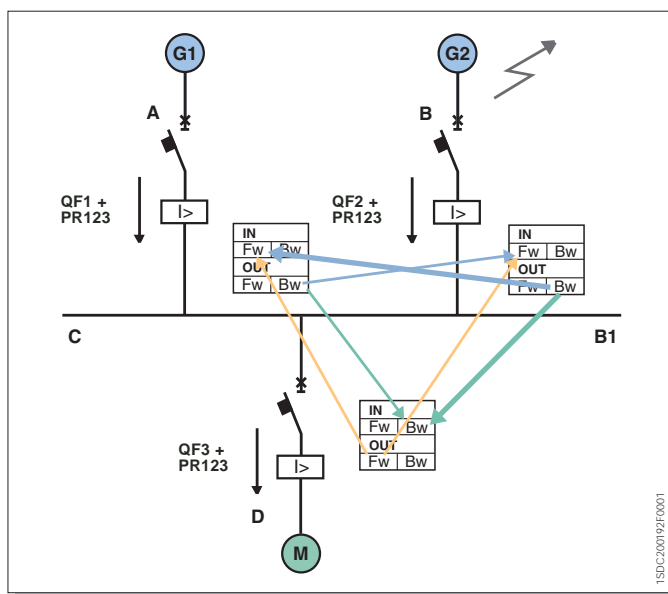 G1
G2
A
B
QF1 +
PR123
I>
QF2 +
PR123
I>
IN
Fw Bw
OUT
Fw Bw
IN
Fw Bw
OUT
Fw Bw
C
B1
QF3 +
PR123
I>
IN
Fw Bw
OUT
Fw Bw
D
M
1SDC200192F0001